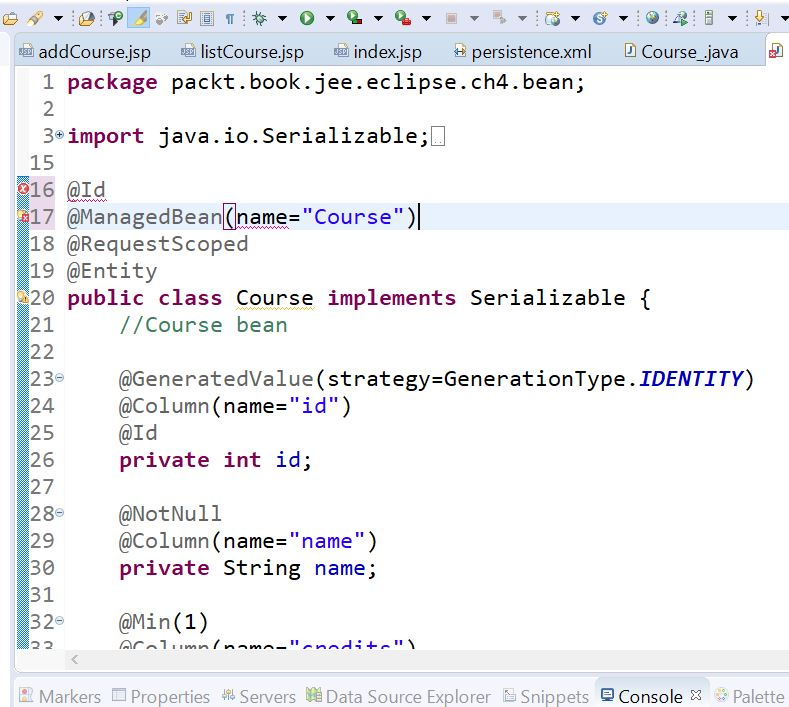 addCourse.jsp listCourse.jsp index.jsp persistence.xml Course_.java
1 package packt.book.jee.eclipse.ch4.bean;
2
3 import java.io.Serializable;
15
16 @Id
17 @ManagedBean(name="Course")
18 @RequestScoped
19 @Entity
20 public class Course implements Serializable {
21 //Course bean
22
23 @GeneratedValue(strategy=GenerationType.IDENTITY)
24 @Column(name="id")
25 @Id
26 private int id;
27
28 @NotNull
29 @Column(name="name")
30 private String name;
31
32 @Min(1)
33 @Column(name="credits")
Markers Properties Servers Data Source Explorer Snippets Console Palette